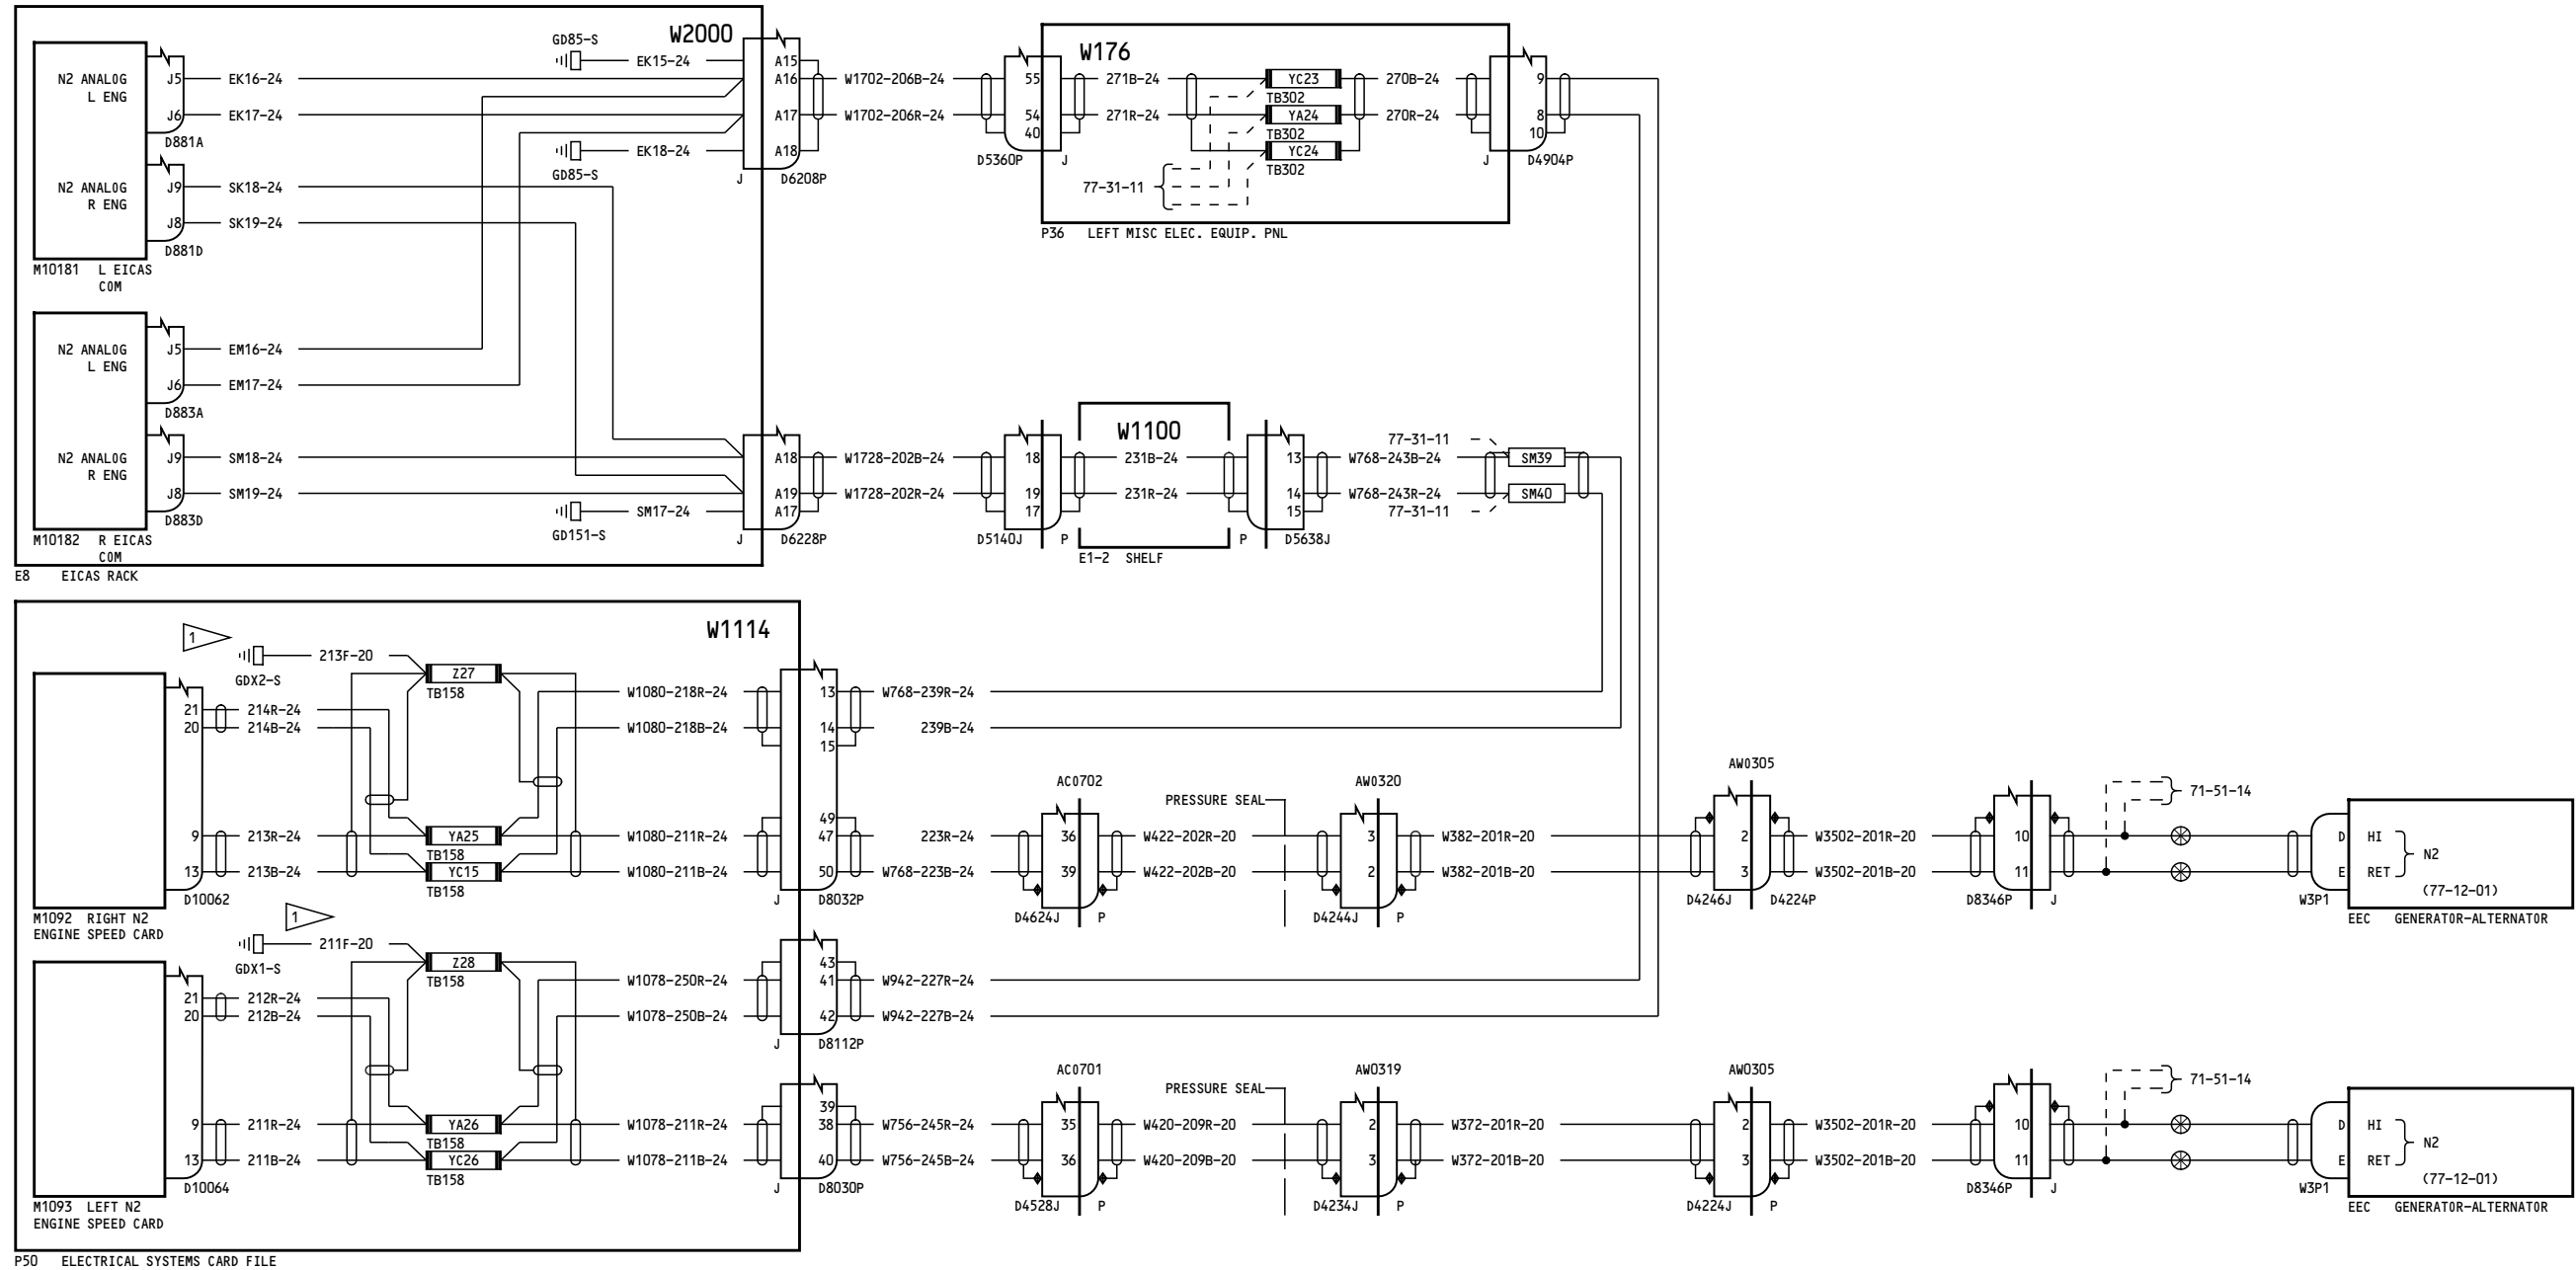 W2000
N2 ANALOG
L ENG
J5
EK16-24
J6
EK17-24
D881A
N2 ANALOG
R ENG
J9
SK18-24
J8
SK19-24
D881D
M10181 L EICAS
COM
GD85-S
EK15-24
A15
A16
A17
EK18-24
A18
GD85-S
J
D6208P
W1702-206B-24
W1702-206R-24
55
54
40
D5360P
J
W176
271B-24
271R-24
YC23
TB302
YA24
TB302
YC24
TB302
77-31-11
270B-24
270R-24
9
8
10
J
D4904P
P36 LEFT MISC ELEC. EQUIP. PNL
N2 ANALOG
L ENG
J5
EM16-24
J6
EM17-24
D883A
N2 ANALOG
R ENG
J9
SM18-24
J8
SM19-24
D883D
M10182 R EICAS
COM
E8 EICAS RACK
SM17-24
GD151-S
A18
A19
A17
J
D6228P
W1728-202B-24
W1728-202R-24
18
19
17
D5140J
P
W1100
231B-24
231R-24
E1-2 SHELF
P
13
14
15
D5638J
77-31-11
W768-243B-24
W768-243R-24
77-31-11
SM39
SM40
W1114
1
213F-20
GDX2-S
Z27
TB158
21
214R-24
20
214B-24
9
213R-24
13
213B-24
D10062
M1092 RIGHT N2
ENGINE SPEED CARD
YA25
TB158
YC15
TB158
W1080-218R-24
W1080-218B-24
W1080-211R-24
W1080-211B-24
13
14
15
49
47
50
J
D8032P
W768-239R-24
239B-24
223R-24
W768-223B-24
AC0702
36
39
D4624J
P
PRESSURE SEAL
W422-202R-20
W422-202B-20
AW0320
3
2
D4244J
P
W382-201R-20
W382-201B-20
AW0305
2
3
D4246J
D4224P
W3502-201R-20
W3502-201B-20
10
11
D8346P
J
71-51-14
D
E
W3P1
HI
RET
N2
(77-12-01)
EEC GENERATOR-ALTERNATOR
1
211F-20
GDX1-S
Z28
TB158
21
212R-24
20
212B-24
9
211R-24
13
211B-24
D10064
M1093 LEFT N2
ENGINE SPEED CARD
YA26
TB158
YC26
TB158
W1078-250R-24
W1078-250B-24
43
41
42
J
D8112P
W942-227R-24
W942-227B-24
W1078-211R-24
W1078-211B-24
39
38
40
J
D8030P
W756-245R-24
W756-245B-24
AC0701
35
36
D4528J
P
PRESSURE SEAL
W420-209R-20
W420-209B-20
AW0319
2
3
D4234J
P
W372-201R-20
W372-201B-20
AW0305
2
3
D4224J
P
W3502-201R-20
W3502-201B-20
10
11
D8346P
J
71-51-14
D
E
W3P1
HI
RET
N2
(77-12-01)
EEC GENERATOR-ALTERNATOR
P50 ELECTRICAL SYSTEMS CARD FILE